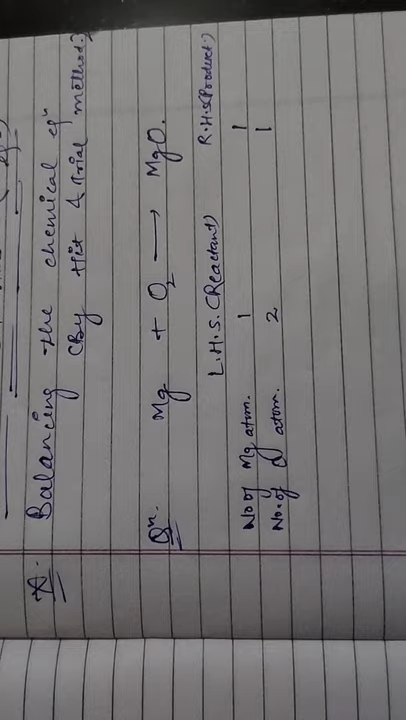 A. Balancing the chemical eqⁿ
(By Hit & Trial method.)
Qⁿ. Mg + O₂ → MgO.
L.H.S. (Reactant) R.H.S (Product)
No of Mg atom. 1 1
No. of O atom. 2 1